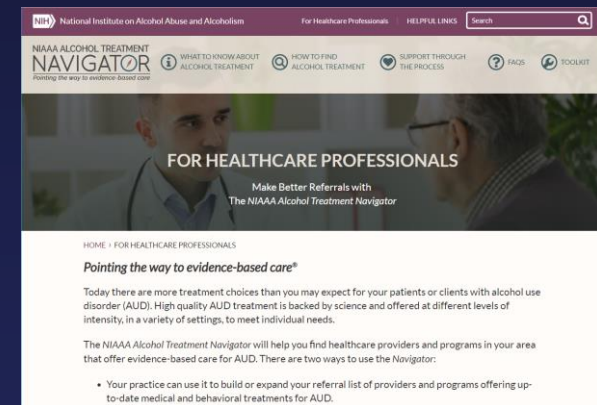 NIH National Institute on Alcohol Abuse and Alcoholism
For Healthcare Professionals
HELPFUL LINKS
Search
NIAAA ALCOHOL TREATMENT
NAVIGATOR
Pointing the way to evidence-based care
WHAT TO KNOW ABOUT
ALCOHOL TREATMENT
HOW TO FIND
ALCOHOL TREATMENT
SUPPORT THROUGH
THE PROCESS
FAQS
TOOLKIT
FOR HEALTHCARE PROFESSIONALS
Make Better Referrals with
The NIAAA Alcohol Treatment Navigator
HOME › FOR HEALTHCARE PROFESSIONALS
Pointing the way to evidence-based care®
Today there are more treatment choices than you may expect for your patients or clients with alcohol use
disorder (AUD). High quality AUD treatment is backed by science and offered at different levels of
intensity, in a variety of settings, to meet individual needs.
The NIAAA Alcohol Treatment Navigator will help you find healthcare providers and programs in your area
that offer evidence-based care for AUD. There are two ways to use the Navigator:
• Your practice can use it to build or expand your referral list of providers and programs offering up-
to-date medical and behavioral treatments for AUD.